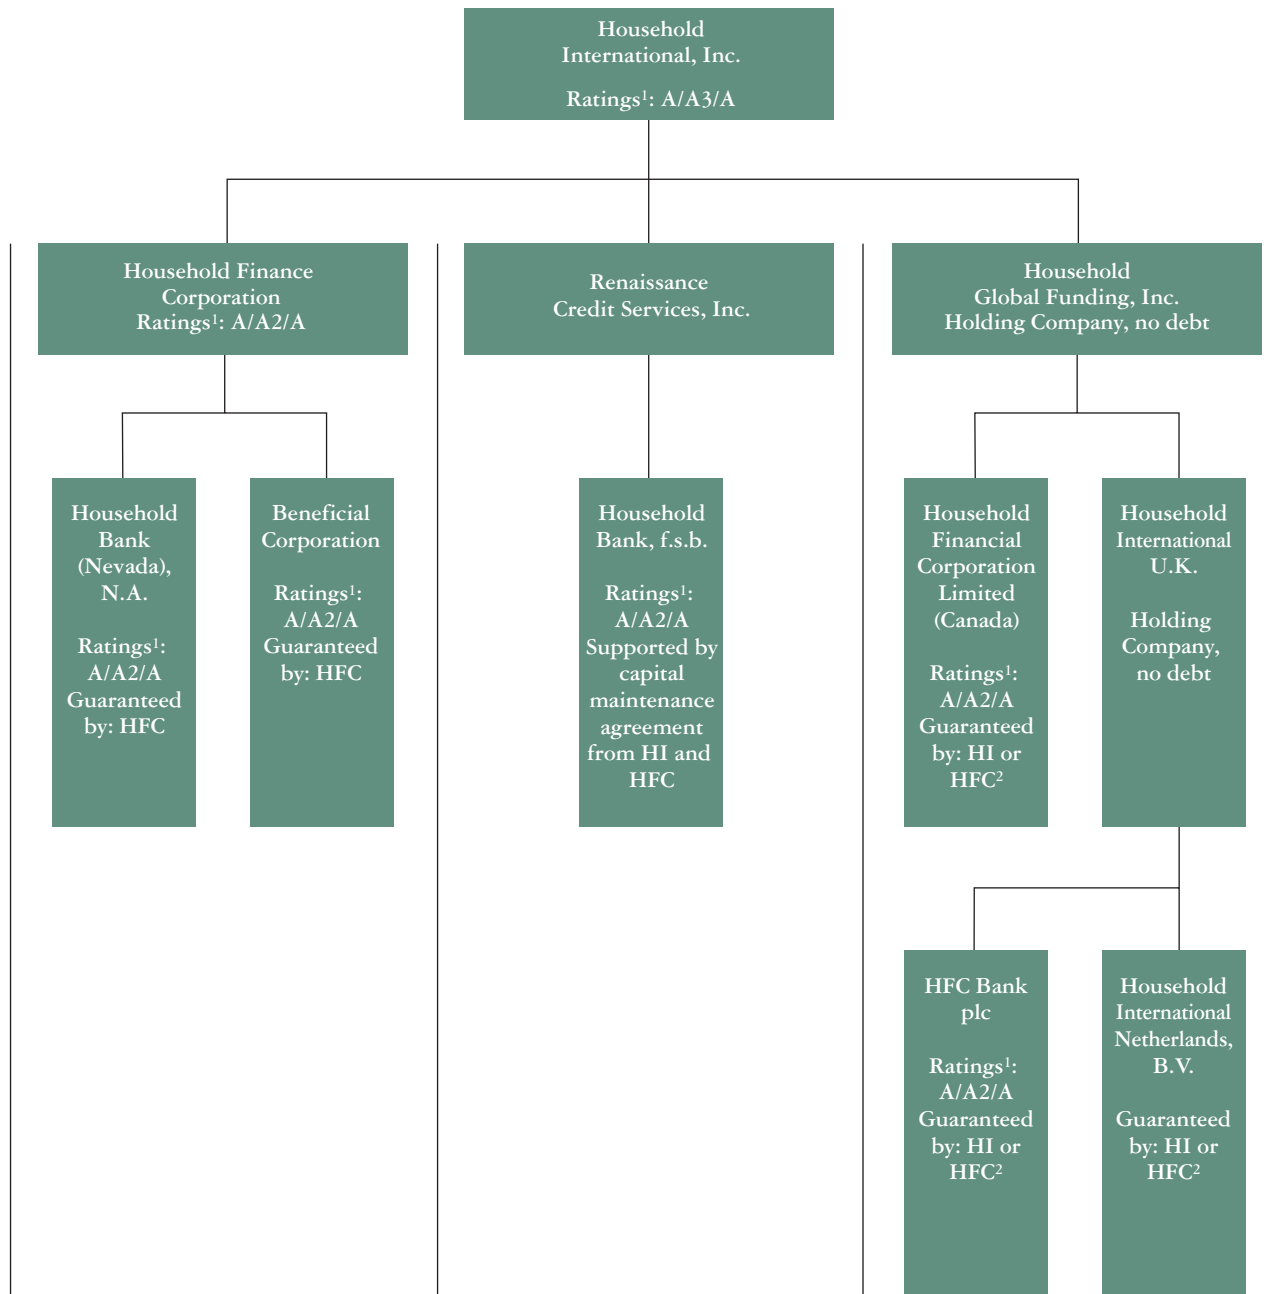 Household
International, Inc.
Ratings¹: A/A3/A
Household Finance
Corporation
Ratings¹: A/A2/A
Renaissance
Credit Services, Inc.
Household
Global Funding, Inc.
Holding Company, no debt
Household
Bank
(Nevada),
N.A.
Ratings¹:
A/A2/A
Guaranteed
by: HFC
Beneficial
Corporation
Ratings¹:
A/A2/A
Guaranteed
by: HFC
Household
Bank, f.s.b.
Ratings¹:
A/A2/A
Supported by
capital
maintenance
agreement
from HI and
HFC
Household
Financial
Corporation
Limited
(Canada)
Ratings¹:
A/A2/A
Guaranteed
by: HI or
HFC²
Household
International
U.K.
Holding
Company,
no debt
HFC Bank
plc
Ratings¹:
A/A2/A
Guaranteed
by: HI or
HFC²
Household
International
Netherlands,
B.V.
Guaranteed
by: HI or
HFC²